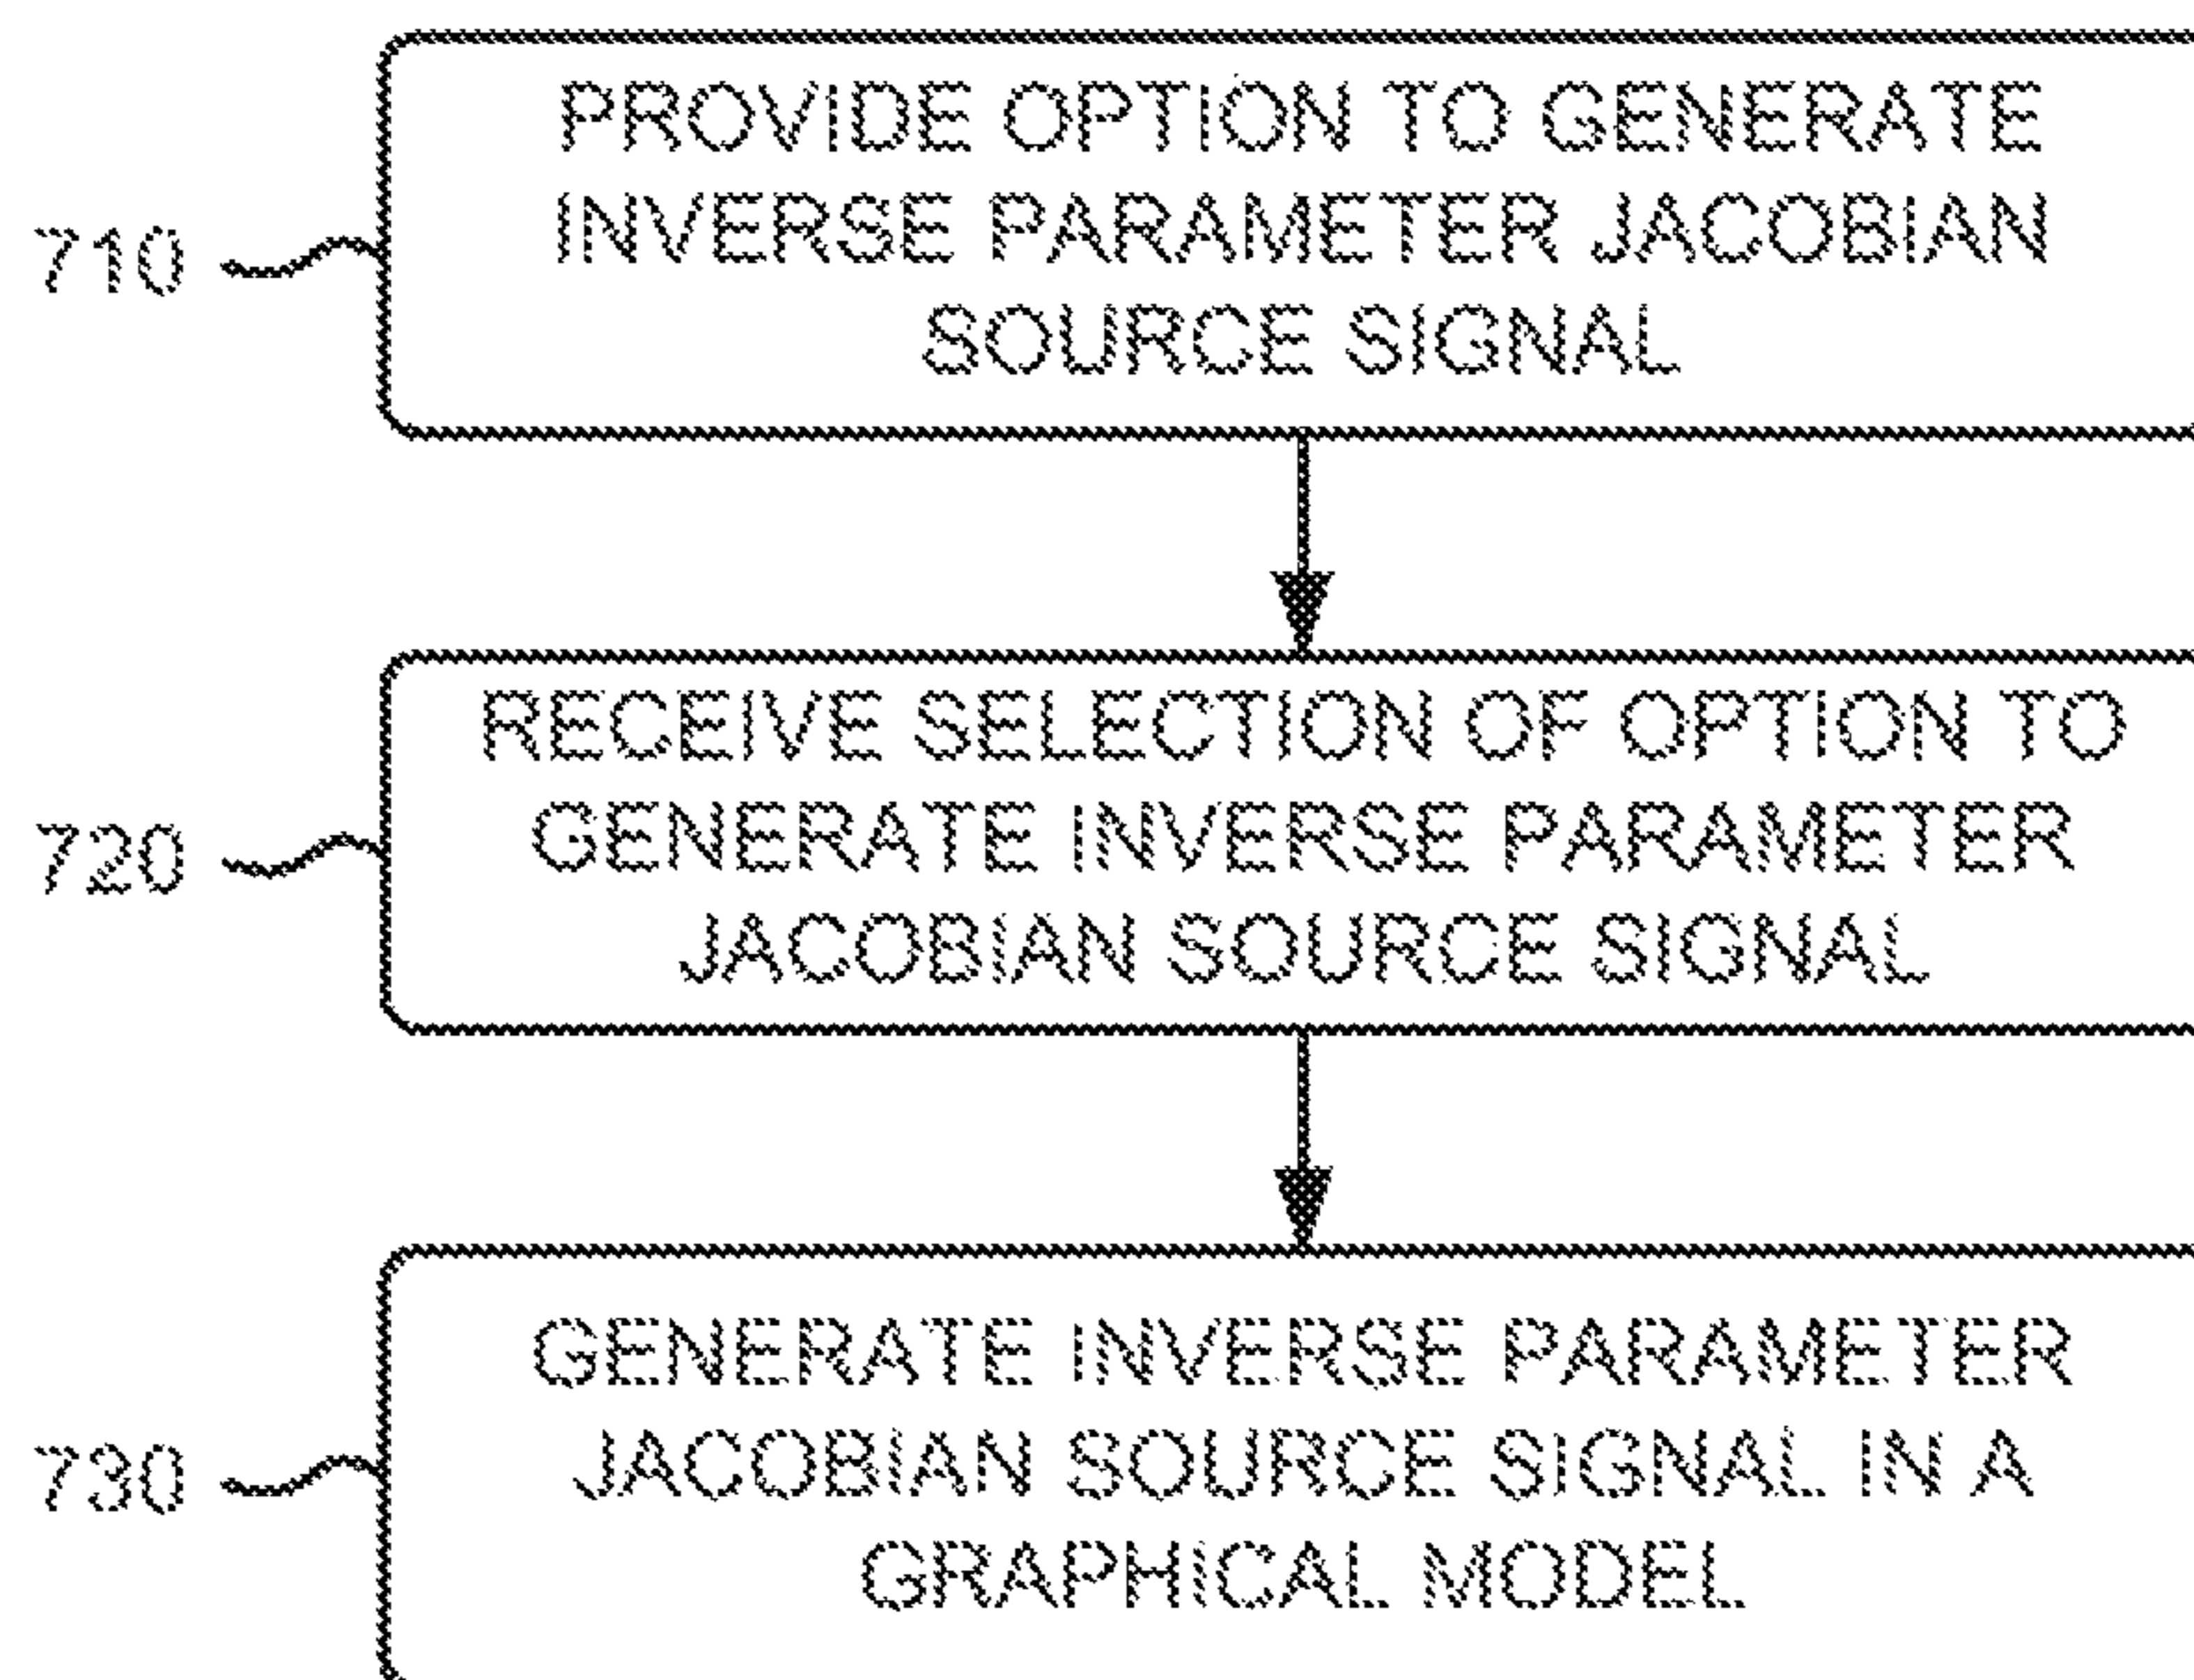 PROVIDE OPTION TO GENERATE
INVERSE PARAMETER JACOBIAN
SOURCE SIGNAL
710
RECEIVE SELECTION OF OPTION TO
GENERATE INVERSE PARAMETER
JACOBIAN SOURCE SIGNAL
720
GENERATE INVERSE PARAMETER
JACOBIAN SOURCE SIGNAL IN A
GRAPHICAL MODEL
730